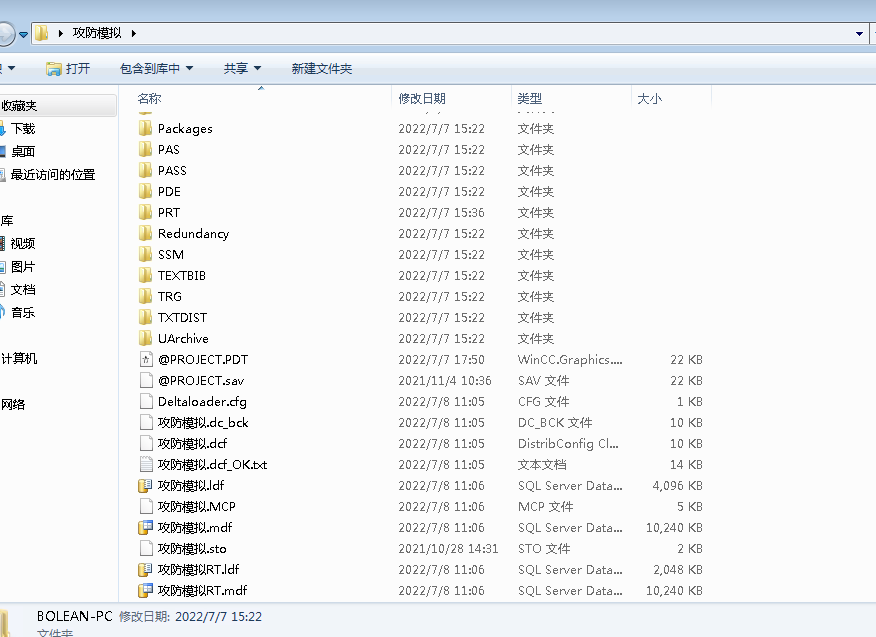 攻防模拟
打开 包含到库中 共享 新建文件夹
收藏夹
下载
桌面
最近访问的位置
库
视频
图片
文档
音乐
计算机
网络
名称 修改日期 类型 大小
Packages 2022/7/7 15:22 文件夹
PAS 2022/7/7 15:22 文件夹
PASS 2022/7/7 15:22 文件夹
PDE 2022/7/7 15:22 文件夹
PRT 2022/7/7 15:36 文件夹
Redundancy 2022/7/7 15:22 文件夹
SSM 2022/7/7 15:22 文件夹
TEXTBIB 2022/7/7 15:22 文件夹
TRG 2022/7/7 15:22 文件夹
TXTDIST 2022/7/7 15:22 文件夹
UArchive 2022/7/7 15:22 文件夹
@PROJECT.PDT 2022/7/7 17:50 WinCC.Graphics.... 22 KB
@PROJECT.sav 2021/11/4 10:36 SAV 文件 22 KB
Deltaloader.cfg 2022/7/8 11:05 CFG 文件 1 KB
攻防模拟.dc_bck 2022/7/8 11:05 DC_BCK 文件 10 KB
攻防模拟.dcf 2022/7/8 11:05 DistribConfig Cl... 10 KB
攻防模拟.dcf_OK.txt 2022/7/8 11:05 文本文档 14 KB
攻防模拟.ldf 2022/7/8 11:06 SQL Server Data... 4,096 KB
攻防模拟.MCP 2022/7/8 11:06 MCP 文件 5 KB
攻防模拟.mdf 2022/7/8 11:06 SQL Server Data... 10,240 KB
攻防模拟.sto 2021/10/28 14:31 STO 文件 2 KB
攻防模拟RT.ldf 2022/7/8 11:06 SQL Server Data... 2,048 KB
攻防模拟RT.mdf 2022/7/8 11:06 SQL Server Data... 10,240 KB
BOLEAN-PC 修改日期: 2022/7/7 15:22
文件夹